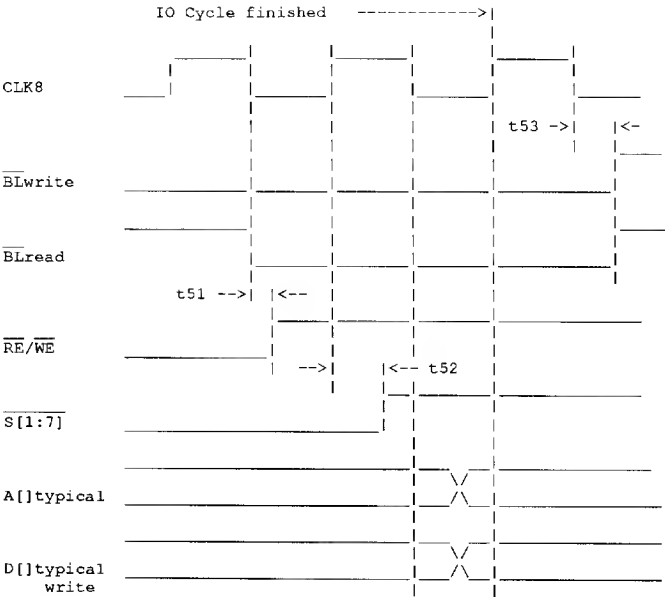 IO Cycle finished ----------->|
CLK8
t53 ->| |<-
BLwrite
BLread
t51 -->| |<--
RE/WE
-->| |<-- t52
S[1:7]
A[]typical
D[]typical
write